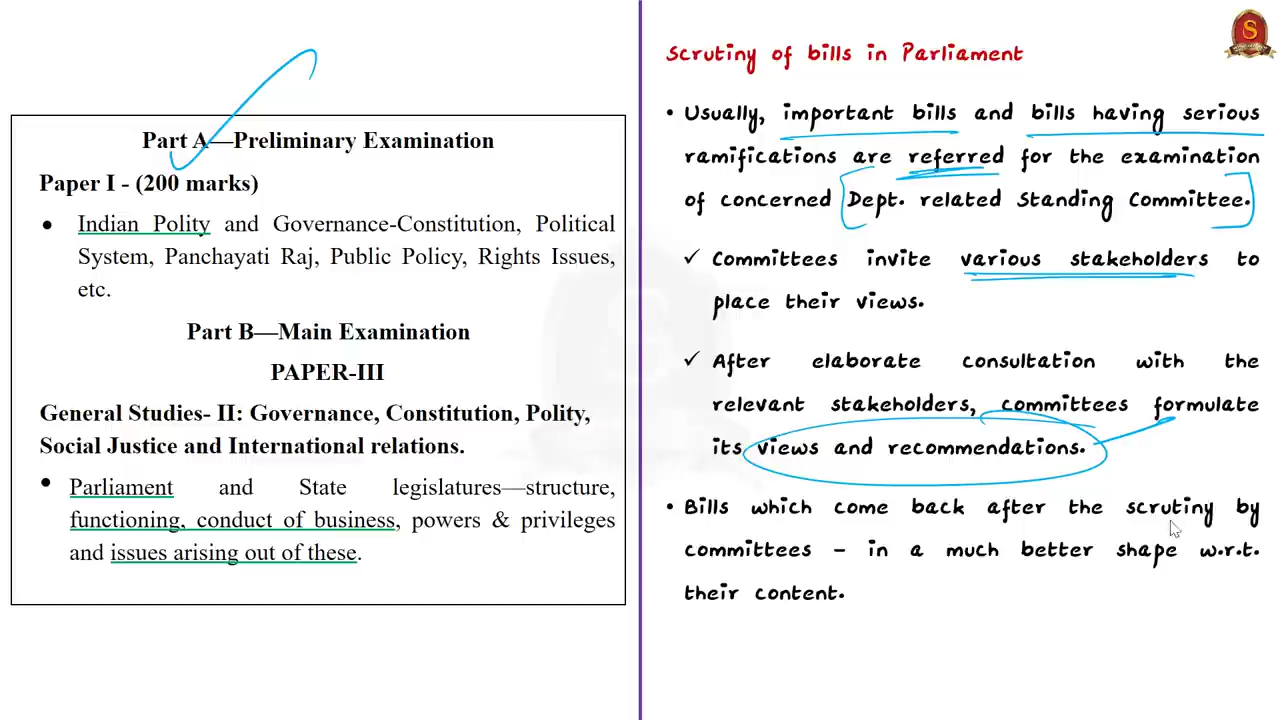 Part A—Preliminary Examination
Paper I - (200 marks)
● Indian Polity and Governance-Constitution, Political
System, Panchayati Raj, Public Policy, Rights Issues,
etc.
Part B—Main Examination
PAPER-III
General Studies- II: Governance, Constitution, Polity,
Social Justice and International relations.
● Parliament and State legislatures—structure,
functioning, conduct of business, powers & privileges
and issues arising out of these.
Scrutiny of bills in Parliament
• Usually, important bills and bills having serious
ramifications are referred for the examination
of concerned Dept. related Standing Committee.
✓ Committees invite various stakeholders to
place their views.
✓ After elaborate consultation with the
relevant stakeholders, committees formulate
its views and recommendations.
• Bills which come back after the scrutiny by
committees – in a much better shape w.r.t.
their content.
S